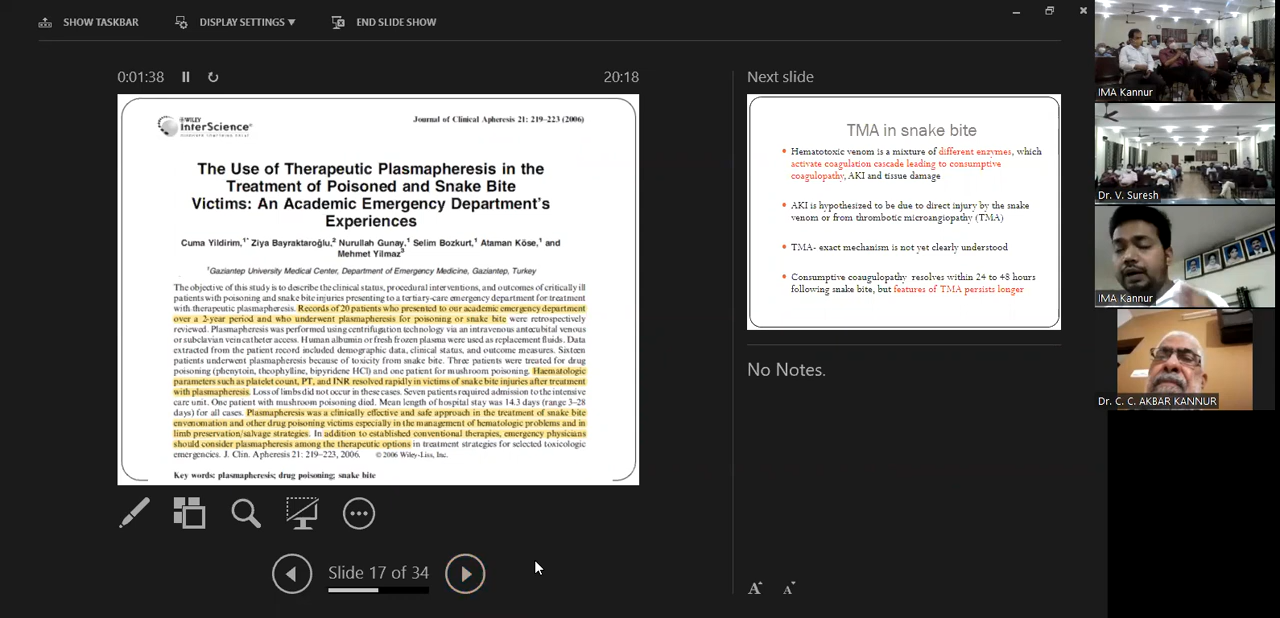 SHOW TASKBAR
DISPLAY SETTINGS ▼
END SLIDE SHOW
0:01:38
20:18
WILEY
InterScience®
Journal of Clinical Apheresis 21: 219–223 (2006)
The Use of Therapeutic Plasmapheresis in the
Treatment of Poisoned and Snake Bite
Victims: An Academic Emergency Department's
Experiences
Cuma Yildirim,1* Ziya Bayraktaroğlu,2 Nurullah Gunay,1 Selim Bozkurt,1 Ataman Köse,1 and
Mehmet Yilmaz3
1Gaziantep University Medical Center, Department of Emergency Medicine, Gaziantep, Turkey
The objective of this study is to describe the clinical status, procedural interventions, and outcomes of critically ill
patients with poisoning and snake bite injuries presenting to a tertiary-care emergency department for treatment
with therapeutic plasmapheresis. Records of 20 patients who presented to our academic emergency department
over a 2-year period and who underwent plasmapheresis for poisoning or snake bite were retrospectively
reviewed. Plasmapheresis was performed using centrifugation technology via an intravenous antecubital venous
or subclavian vein catheter access. Human albumin or fresh frozen plasma were used as replacement fluids. Data
extracted from the patient record included demographic data, clinical status, and outcome measures. Sixteen
patients underwent plasmapheresis because of toxicity from snake bite. Three patients were treated for drug
poisoning (phenytoin, theophylline, bipyridene HCl) and one patient for mushroom poisoning. Haematologic
parameters such as platelet count, PT, and INR resolved rapidly in victims of snake bite injuries after treatment
with plasmapheresis. Loss of limbs did not occur in these cases. Seven patients required admission to the intensive
care unit. One patient with mushroom poisoning died. Mean length of hospital stay was 14.3 days (range 3–28
days) for all cases. Plasmapheresis was a clinically effective and safe approach in the treatment of snake bite
envenomation and other drug poisoning victims especially in the management of hematologic problems and in
limb preservation/salvage strategies. In addition to established conventional therapies, emergency physicians
should consider plasmapheresis among the therapeutic options in treatment strategies for selected toxicologic
emergencies. J. Clin. Apheresis 21: 219–223, 2006. © 2006 Wiley-Liss, Inc.
Key words: plasmapheresis; drug poisoning; snake bite
Slide 17 of 34
Next slide
TMA in snake bite
• Hematotoxic venom is a mixture of different enzymes, which
activate coagulation cascade leading to consumptive
coagulopathy, AKI and tissue damage
• AKI is hypothesized to be due to direct injury by the snake
venom or from thrombotic microangiopathy (TMA)
• TMA- exact mechanism is not yet clearly understood
• Consumptive coaugulopathy resolves within 24 to 48 hours
following snake bite, but features of TMA persists longer
No Notes.
A A
IMA Kannur
Dr. V. Suresh
IMA Kannur
Dr. C. C. AKBAR KANNUR